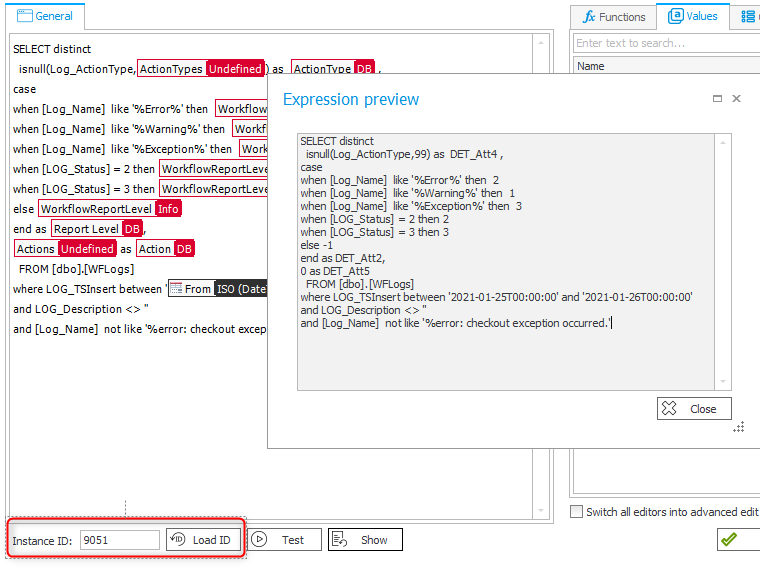 General
SELECT distinct
isnull(Log_ActionType, ActionTypes Undefined ) as ActionType DB ,
case
when [Log_Name] like '%Error%' then Workflow
when [Log_Name] like '%Warning%' then Workf
when [Log_Name] like '%Exception%' then Work
when [LOG_Status] = 2 then WorkflowReportLeve
when [LOG_Status] = 3 then WorkflowReportLeve
else WorkflowReportLevel Info
end as Report Level DB ,
Actions Undefined as Action DB
FROM [dbo].[WFLogs]
where LOG_TSInsert between ' From ISO (Date
and LOG_Description <> ''
and [Log_Name] not like '%error: checkout excep
Functions
Values
Enter text to search...
Name
Expression preview
SELECT distinct
isnull(Log_ActionType,99) as DET_Att4 ,
case
when [Log_Name] like '%Error%' then 2
when [Log_Name] like '%Warning%' then 1
when [Log_Name] like '%Exception%' then 3
when [LOG_Status] = 2 then 2
when [LOG_Status] = 3 then 3
else -1
end as DET_Att2,
0 as DET_Att5
FROM [dbo].[WFLogs]
where LOG_TSInsert between '2021-01-25T00:00:00' and '2021-01-26T00:00:00'
and LOG_Description <> ''
and [Log_Name] not like '%error: checkout exception occurred.'
Close
Switch all editors into advanced edit
Instance ID: 9051 Load ID Test Show